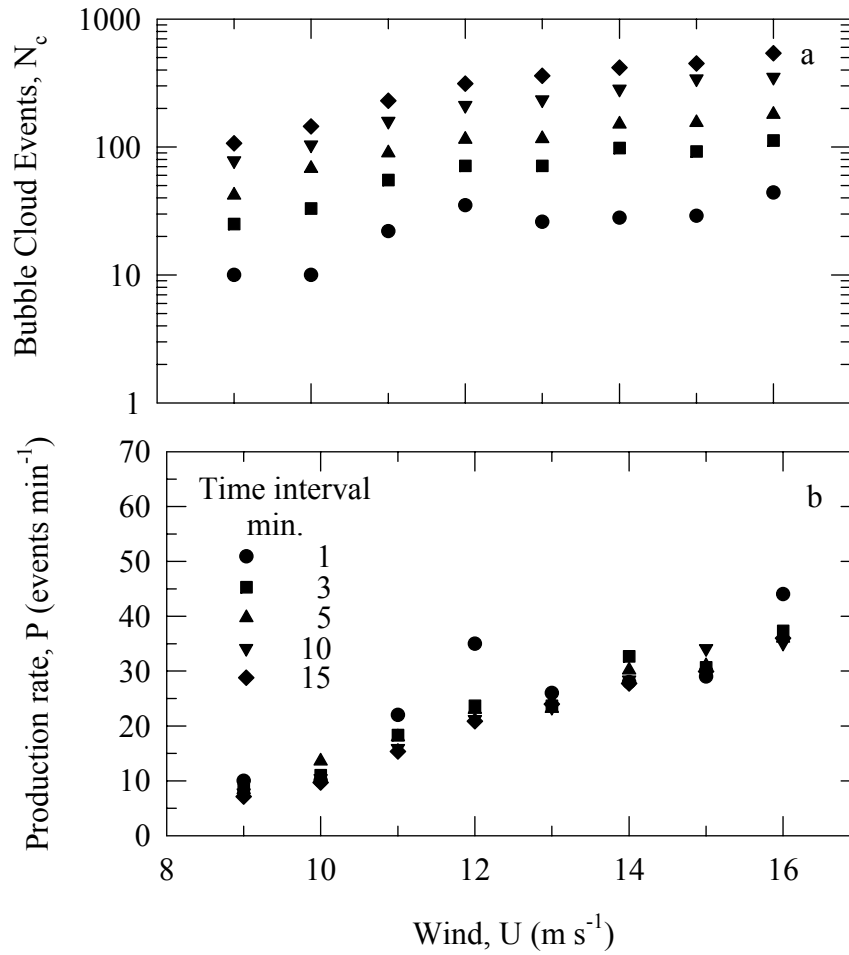 1000
100
10
1
Bubble Cloud Events, N_c
a
70
60
50
40
30
20
10
0
Production rate, P (events min⁻¹)
b
Time interval
min.
1
3
5
10
15
8 10 12 14 16
Wind, U (m s⁻¹)